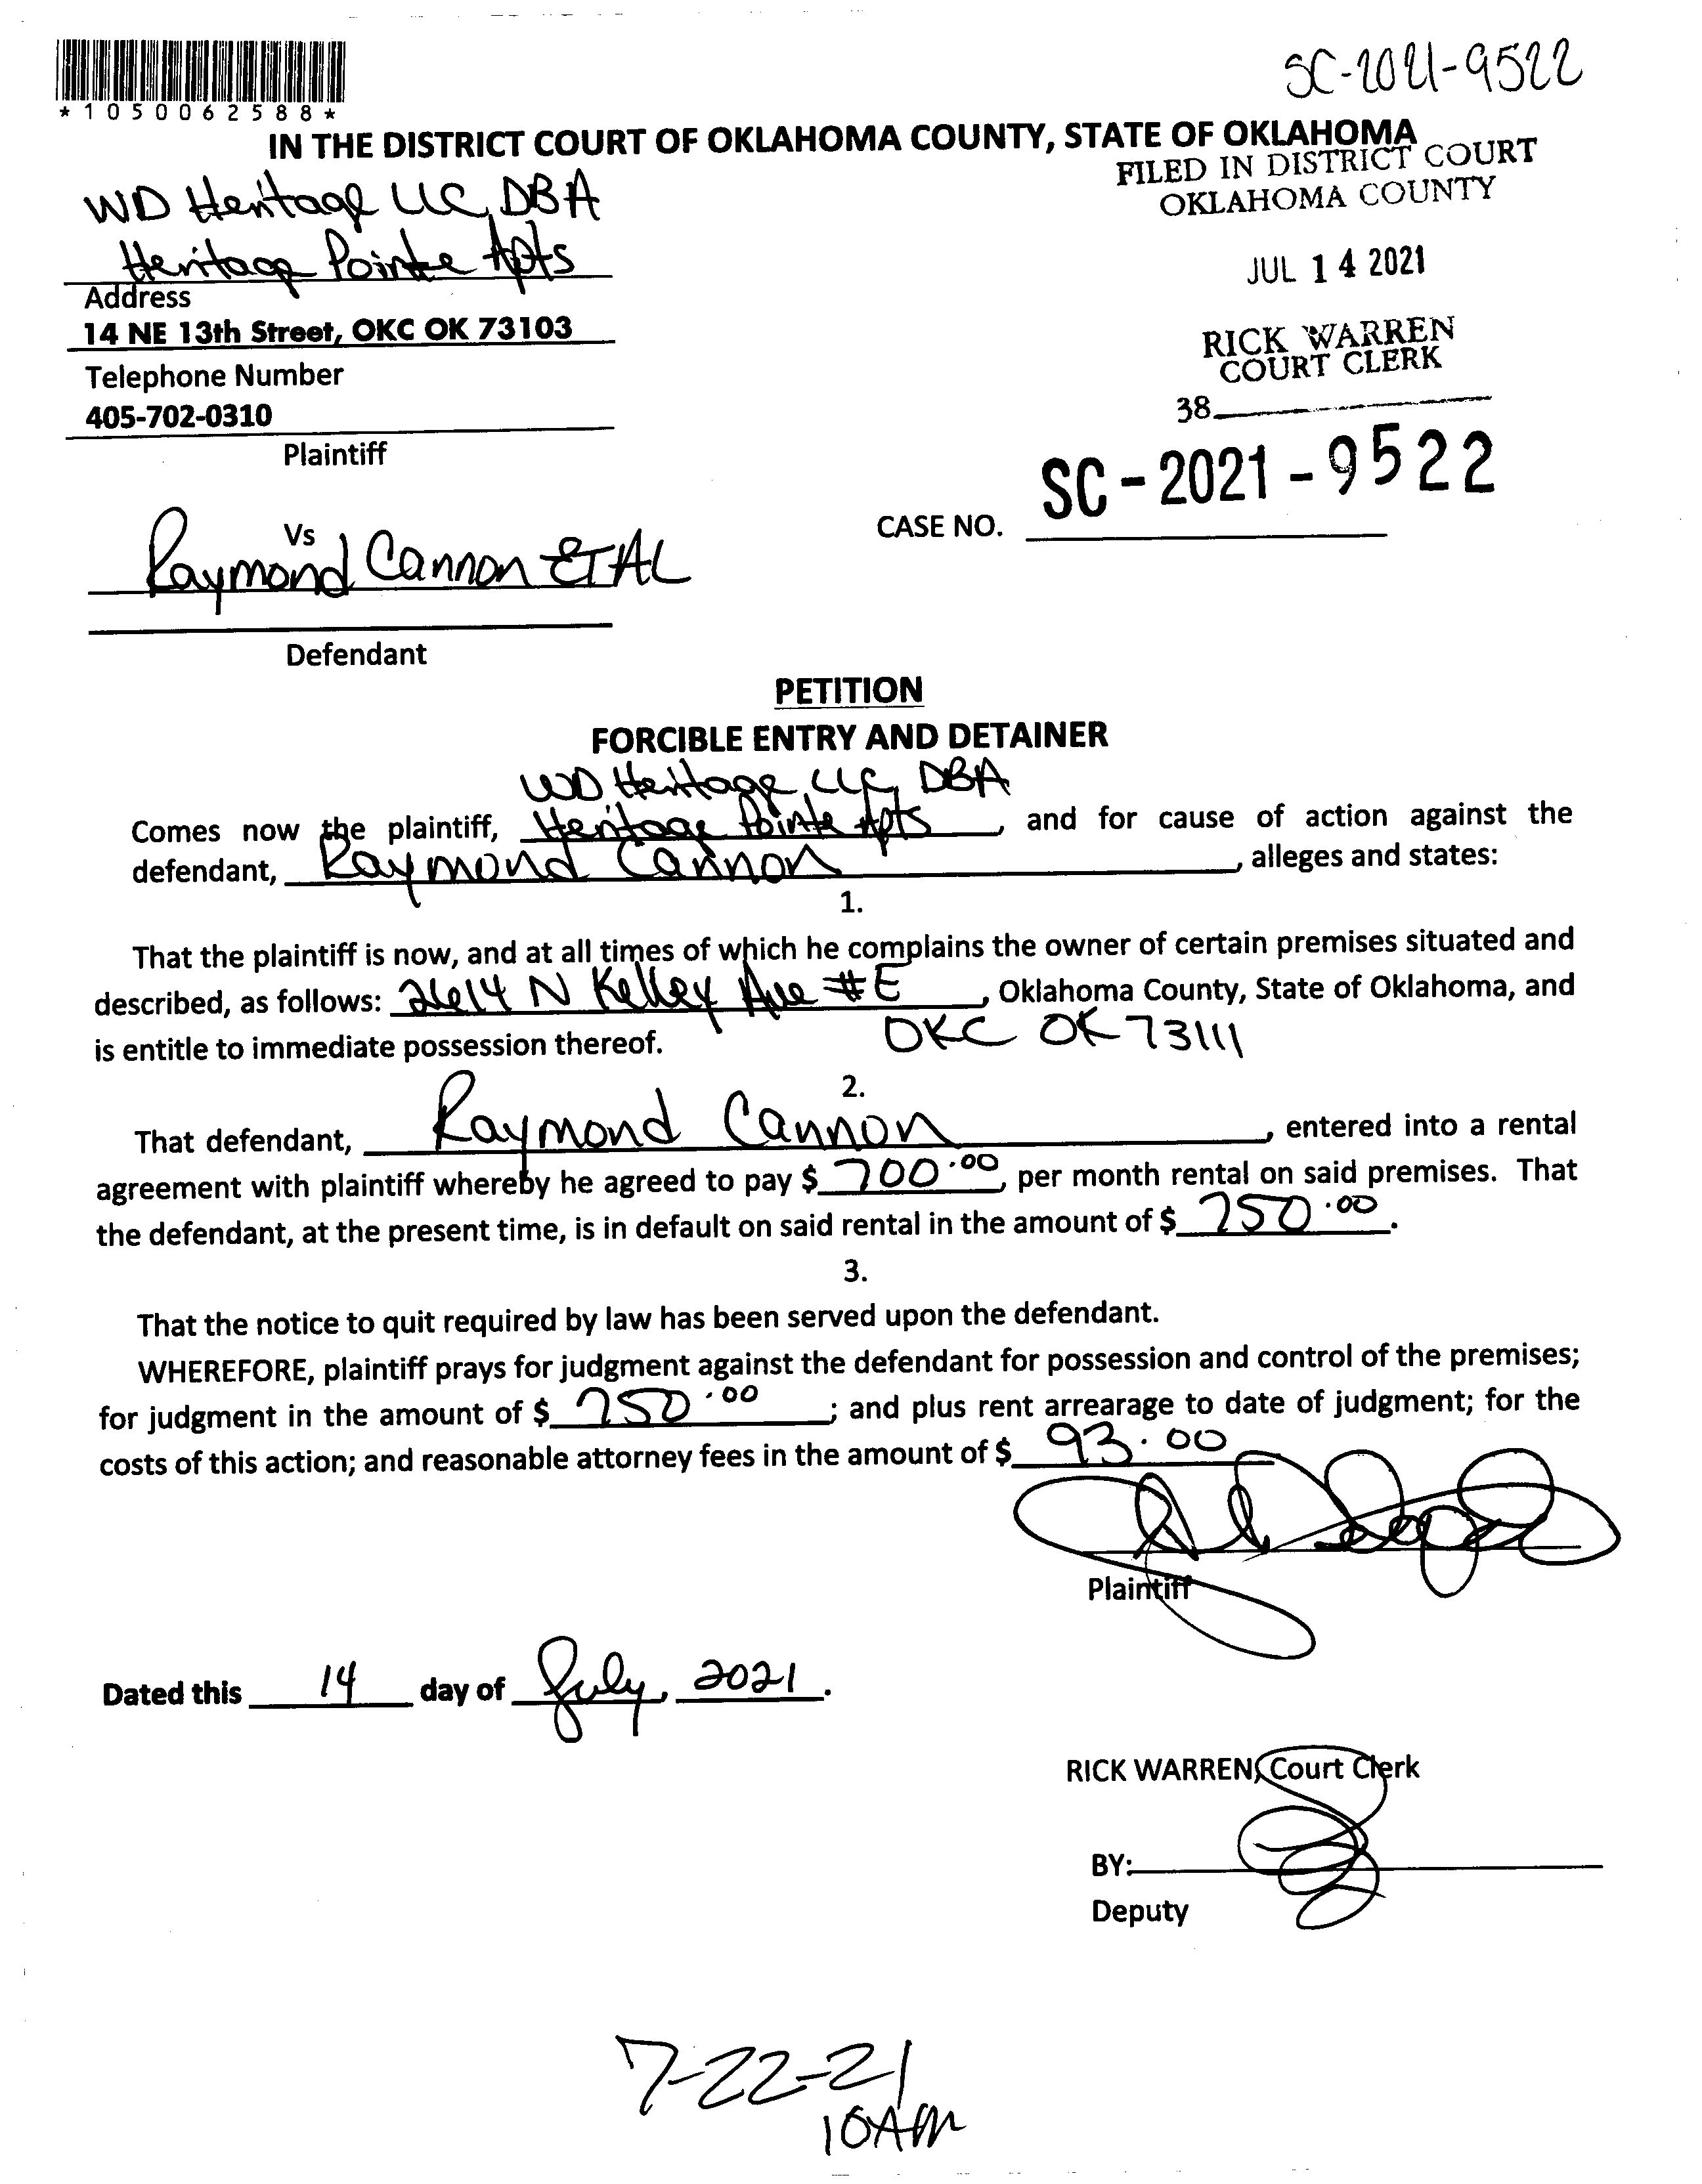 SC-2021-9522
*1050062588*
IN THE DISTRICT COURT OF OKLAHOMA COUNTY, STATE OF OKLAHOMA
FILED IN DISTRICT COURT
OKLAHOMA COUNTY
JUL 14 2021
RICK WARREN
COURT CLERK
38
WD Heritage LLC, DBA
Heritage Pointe Apts
Address
14 NE 13th Street, OKC OK 73103
Telephone Number
405-702-0310
Plaintiff
Vs
CASE NO. SC-2021-9522
Raymond Cannon ET AL
Defendant
PETITION
FORCIBLE ENTRY AND DETAINER
WD Heritage LLC, DBA
Comes now the plaintiff, Heritage Pointe Apts, and for cause of action against the
defendant, Raymond Cannon, alleges and states:
1.
That the plaintiff is now, and at all times of which he complains the owner of certain premises situated and
described, as follows: 2614 N Kelley Ave #E, Oklahoma County, State of Oklahoma, and
is entitle to immediate possession thereof. OKC OK 73111
2.
That defendant, Raymond Cannon, entered into a rental
agreement with plaintiff whereby he agreed to pay $ 700.00, per month rental on said premises. That
the defendant, at the present time, is in default on said rental in the amount of $ 750.00.
3.
That the notice to quit required by law has been served upon the defendant.
WHEREFORE, plaintiff prays for judgment against the defendant for possession and control of the premises;
for judgment in the amount of $ 750.00; and plus rent arrearage to date of judgment; for the
costs of this action; and reasonable attorney fees in the amount of $ 93.00
Plaintiff
Dated this 14 day of July, 2021.
RICK WARREN, Court Clerk
BY:
Deputy
7-22-21
10AM